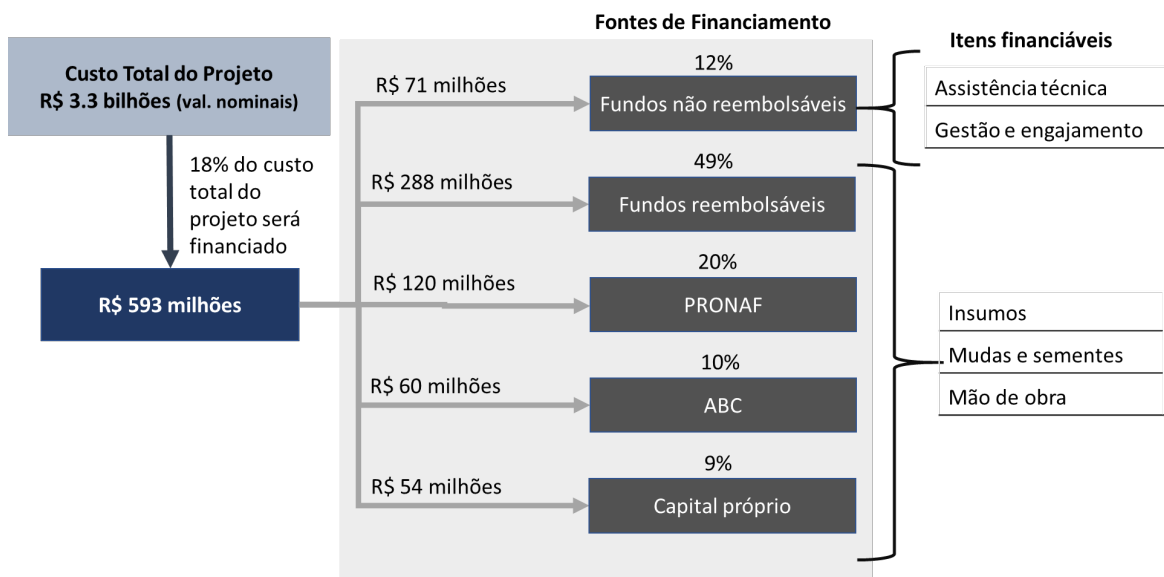 Fontes de Financiamento
Itens financiáveis
Custo Total do Projeto
R$ 3.3 bilhões (val. nominais)
18% do custo
total do
projeto será
financiado
R$ 593 milhões
R$ 71 milhões
12%
Fundos não reembolsáveis
R$ 288 milhões
49%
Fundos reembolsáveis
R$ 120 milhões
20%
PRONAF
R$ 60 milhões
10%
ABC
R$ 54 milhões
9%
Capital próprio
Assistência técnica
Gestão e engajamento
Insumos
Mudas e sementes
Mão de obra